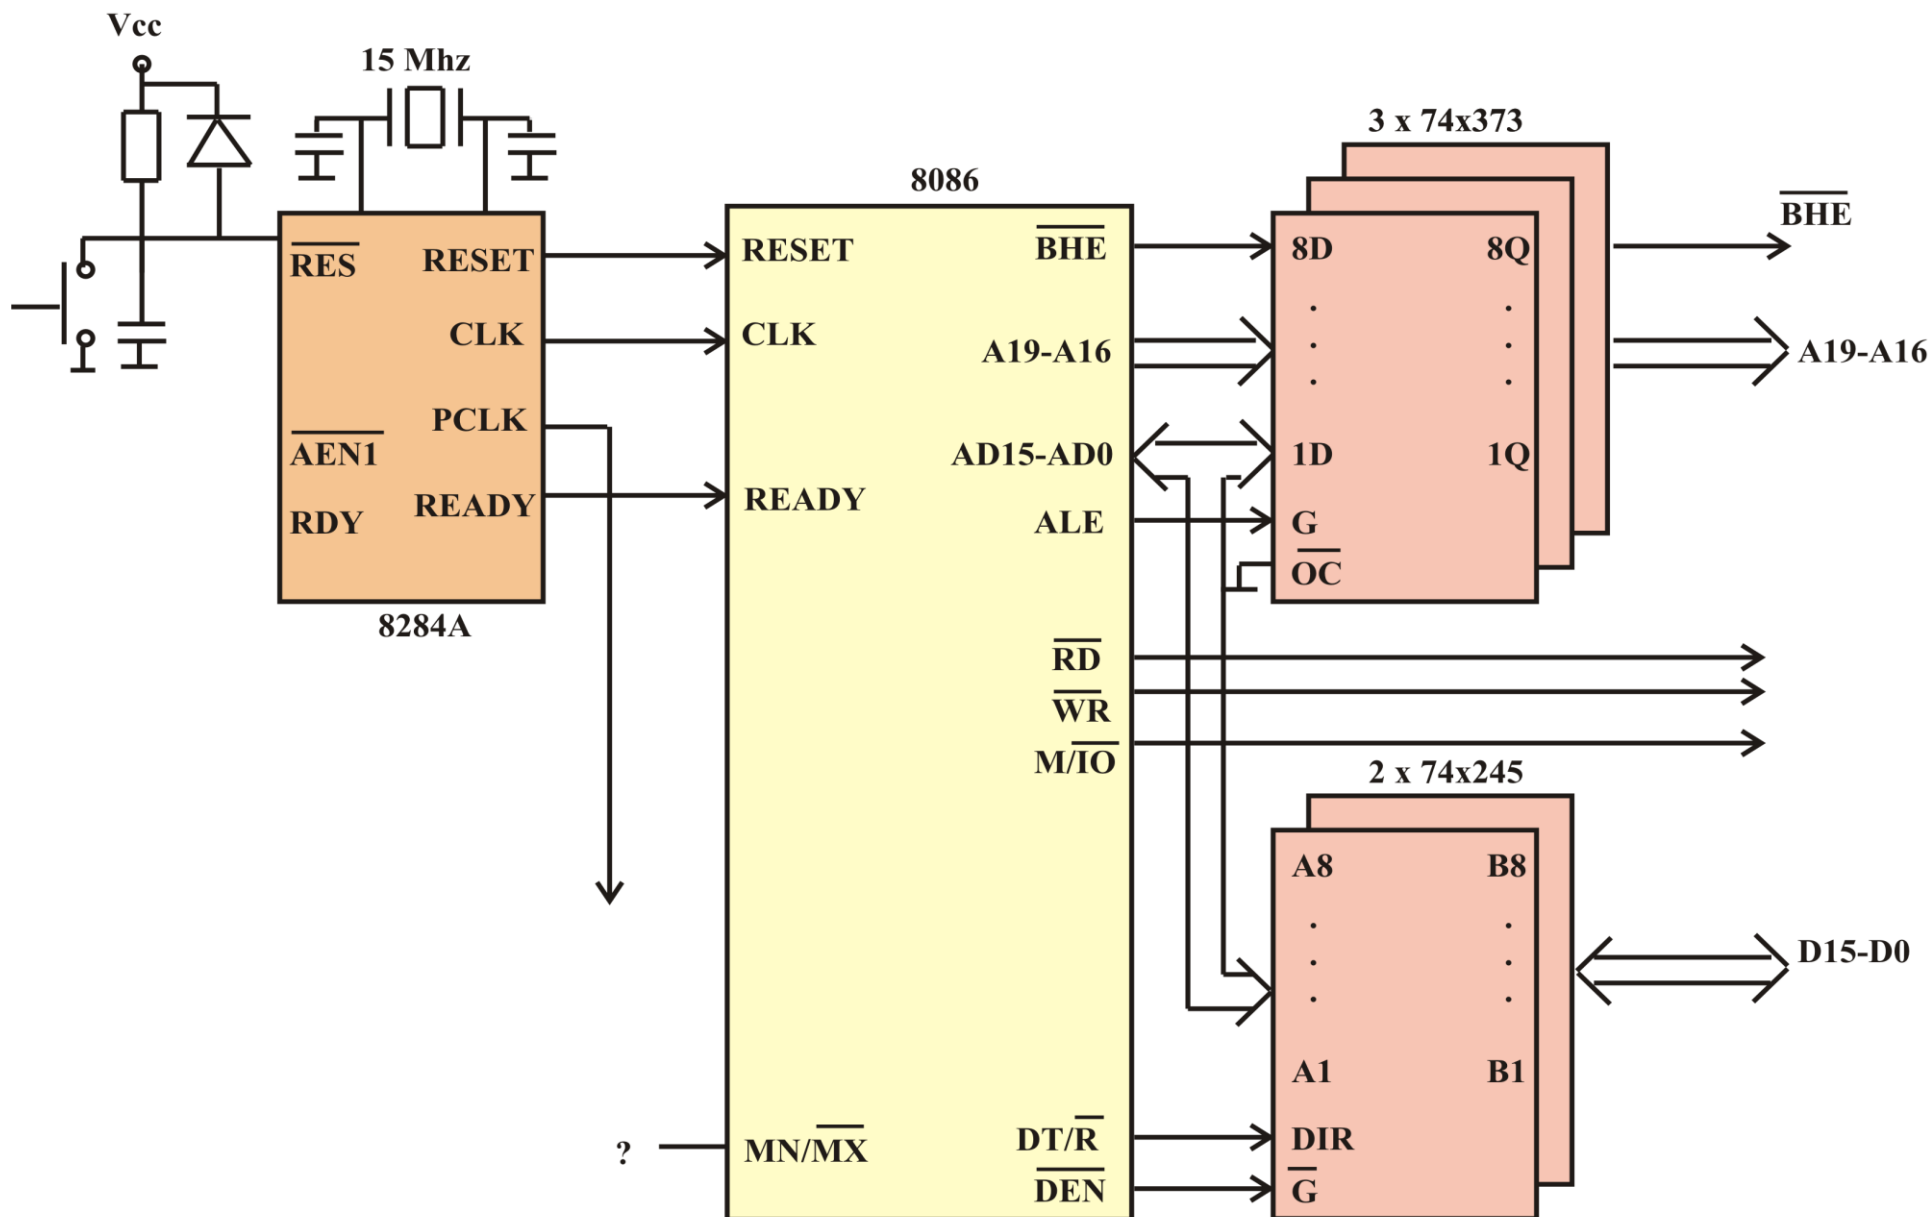 Vcc
15 Mhz
3 x 74x373
8086
BHE
RES
RESET
RESET
BHE
8D
8Q
CLK
CLK
A19-A16
A19-A16
PCLK
AEN1
AD15-AD0
1D
1Q
READY
READY
RDY
ALE
G
OC
8284A
RD
WR
M/IO
2 x 74x245
A8
B8
D15-D0
A1
B1
?
MN/MX
DT/R
DIR
DEN
G